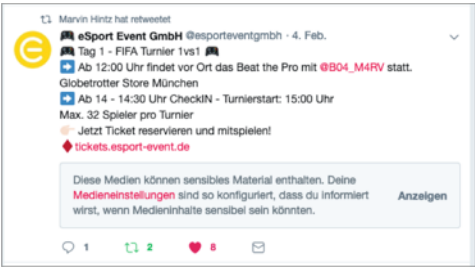 Marvin Hintz hat retweetet
eSport Event GmbH @esporteventgmbh · 4. Feb.
Tag 1 - FIFA Turnier 1vs1
Ab 12:00 Uhr findet vor Ort das Beat the Pro mit @B04_M4RV statt.
Globetrotter Store München
Ab 14 - 14:30 Uhr CheckIN - Turnierstart: 15:00 Uhr
Max. 32 Spieler pro Turnier
Jetzt Ticket reservieren und mitspielen!
tickets.esport-event.de
Diese Medien können sensibles Material enthalten. Deine
Medieneinstellungen sind so konfiguriert, dass du informiert
wirst, wenn Medieninhalte sensibel sein könnten.
Anzeigen
1 2 8